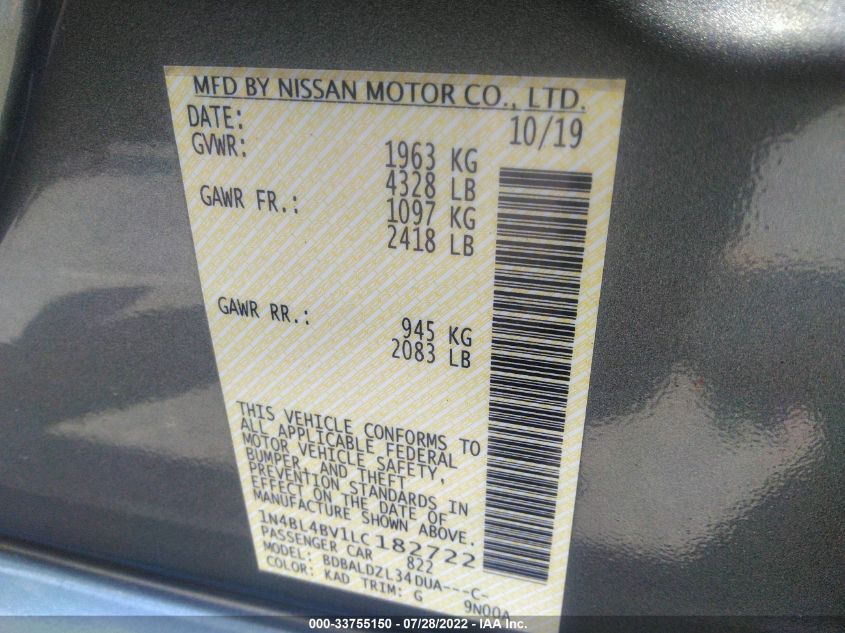 MFD BY NISSAN MOTOR CO., LTD.
DATE: 10/19
GVWR: 1963 KG
4328 LB
GAWR FR.: 1097 KG
2418 LB
GAWR RR.: 945 KG
2083 LB
THIS VEHICLE CONFORMS TO
ALL APPLICABLE FEDERAL
MOTOR VEHICLE SAFETY,
BUMPER, AND THEFT
PREVENTION STANDARDS IN
EFFECT ON THE DATE OF
MANUFACTURE SHOWN ABOVE.
1N4BL4BV1LC182722
PASSENGER CAR 822
MODEL: BDBALDZL34DUA---C-
COLOR: KAD TRIM: G 9N00A
000-33755150 | 07/28/2022 - IAA Inc.